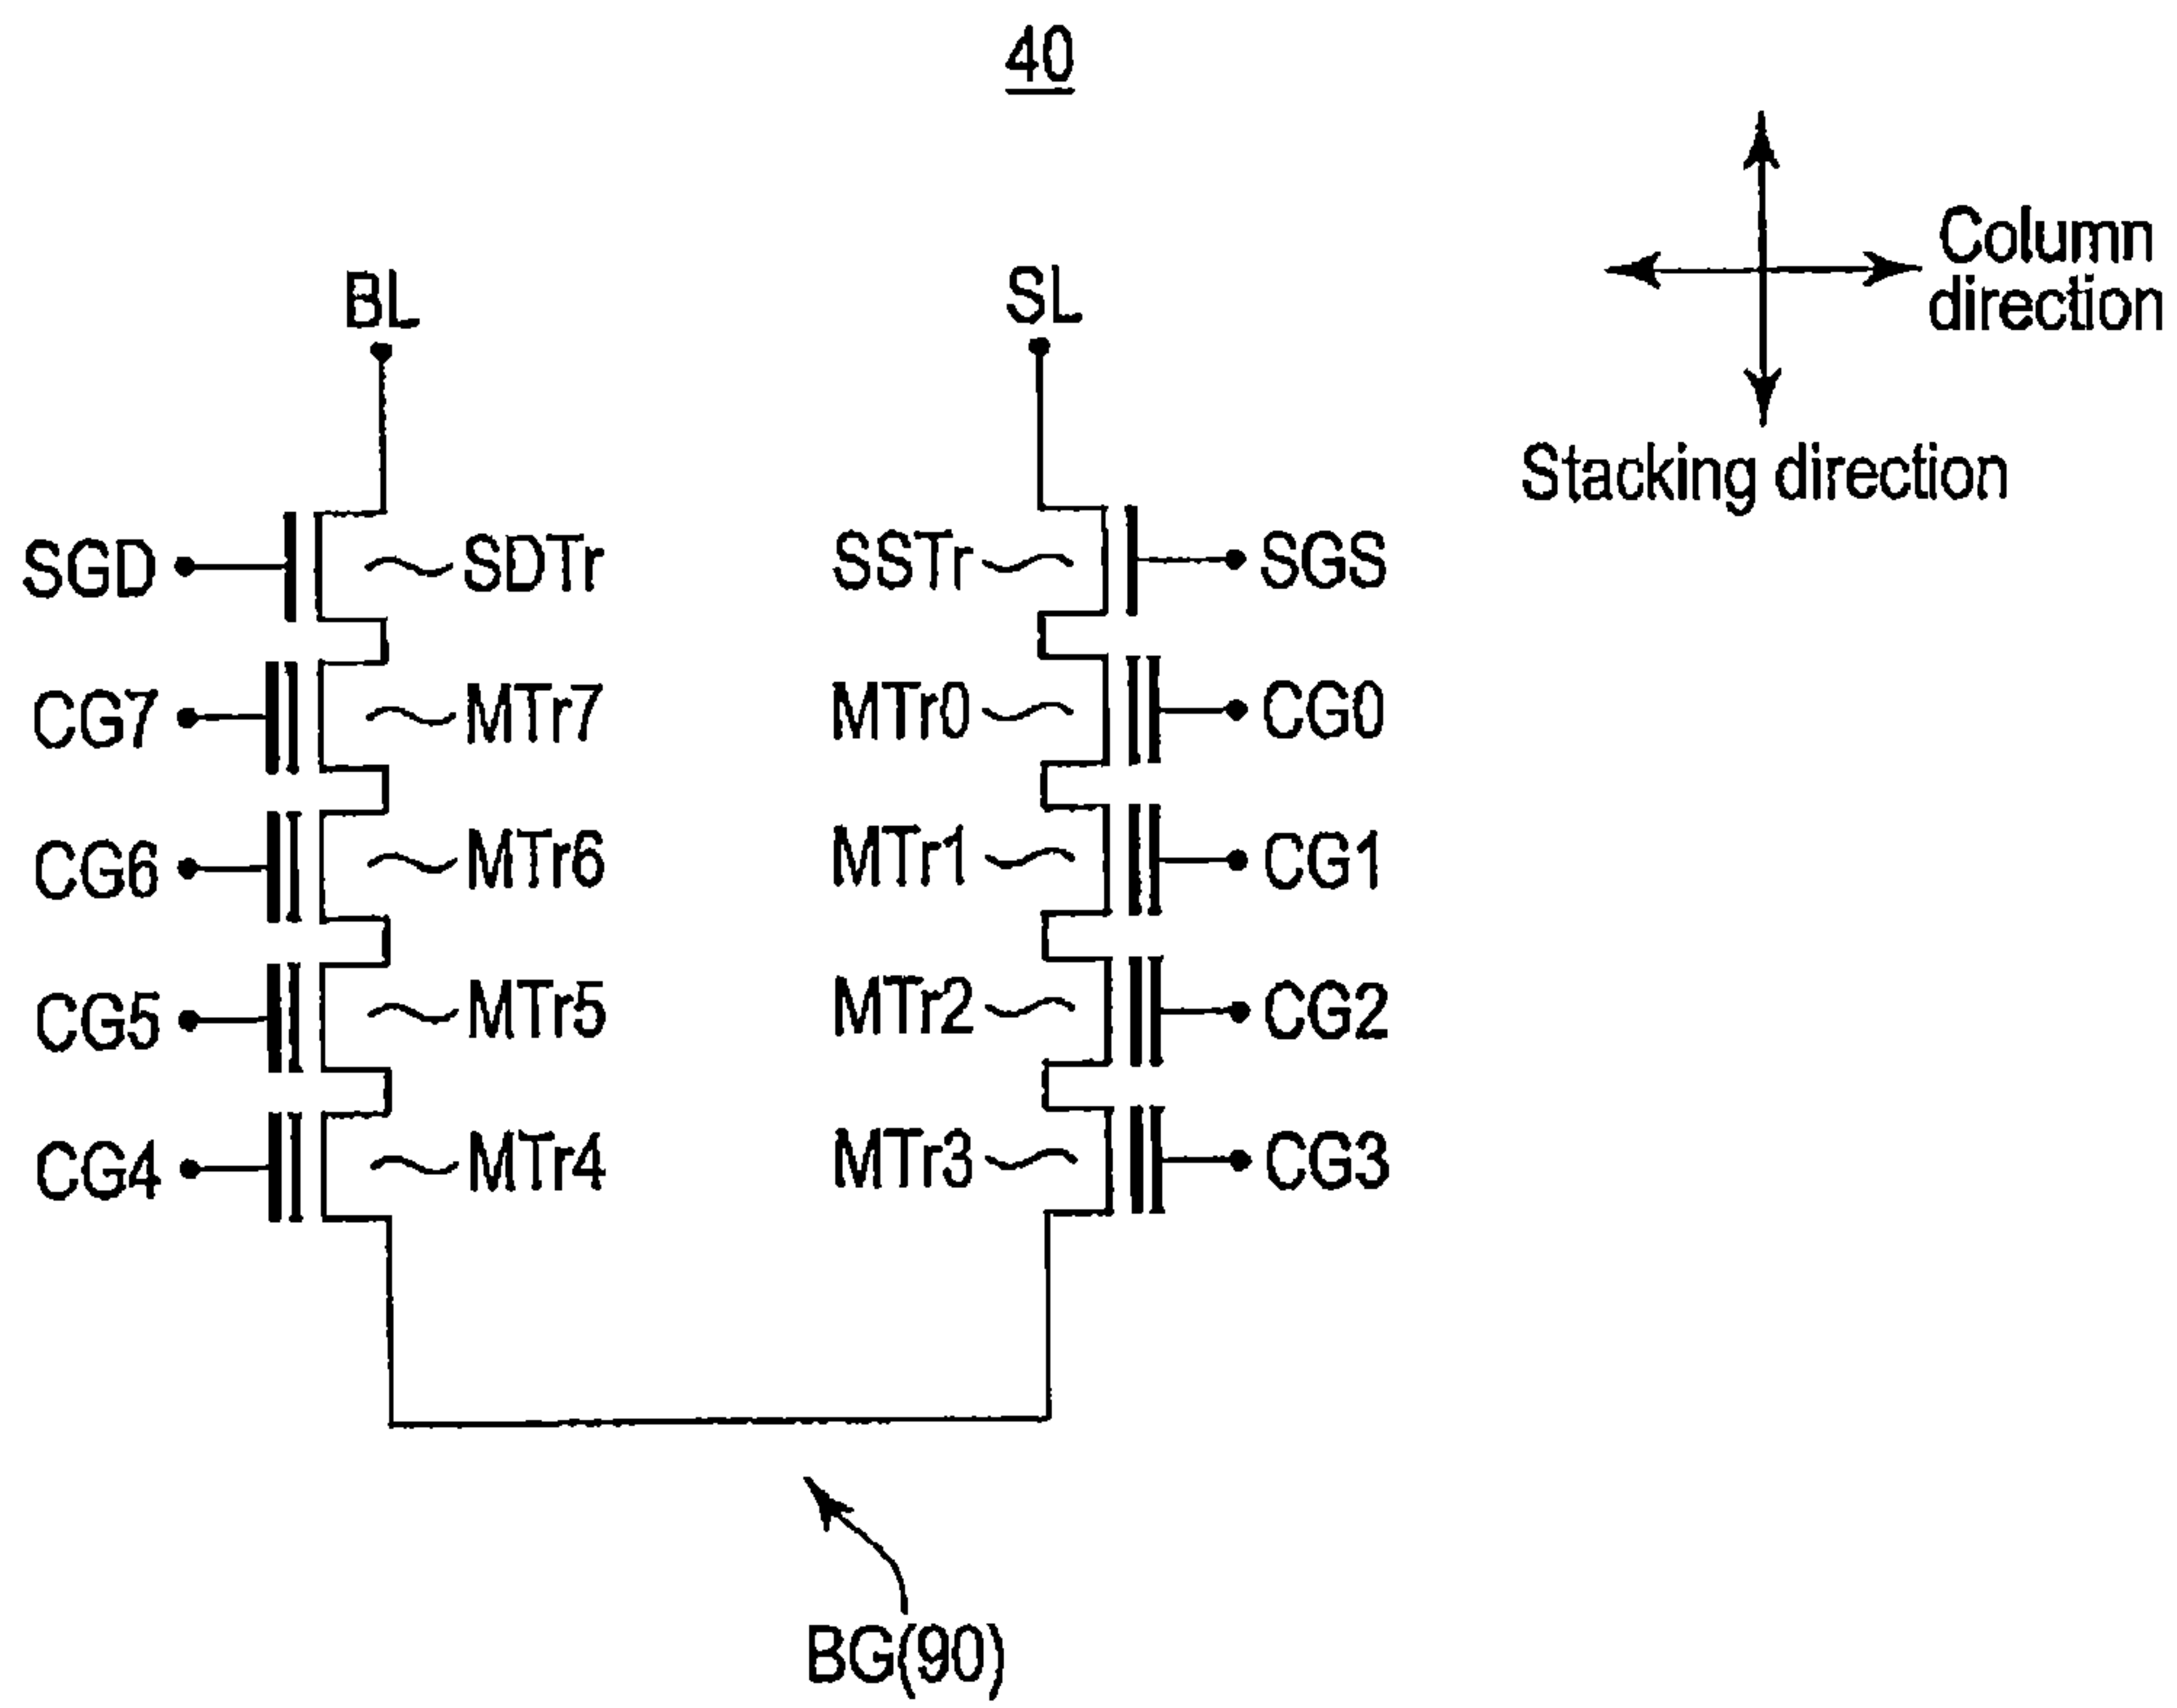 40
Column
direction
Stacking direction
BL
SL
SGD
SDTr
SSTr
SGS
CG7
MTr7
MTr0
CG0
CG6
MTr6
MTr1
CG1
CG5
MTr5
MTr2
CG2
CG4
MTr4
MTr3
CG3
BG(90)